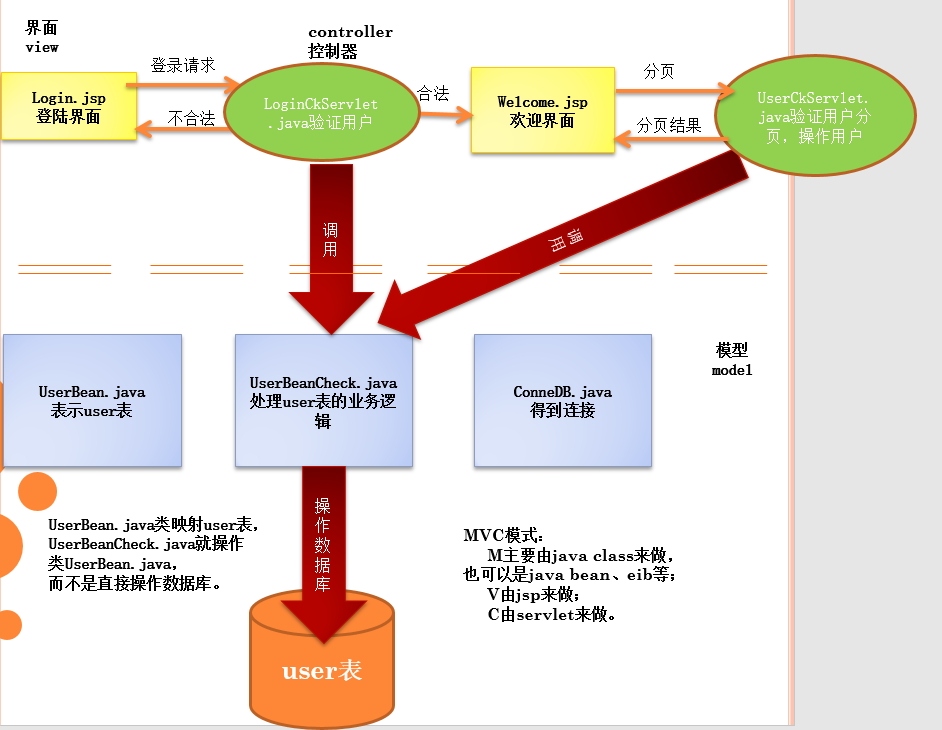 界面
view
controller
控制器
登录请求
不合法
Login.jsp
登陆界面
LoginCkServlet
.java验证用户
合法
Welcome.jsp
欢迎界面
分页
分页结果
UserCkServlet.
java验证用户分
页，操作用户
调
用
调
用
UserBean.java
表示user表
UserBeanCheck.java
处理user表的业务逻
辑
ConneDB.java
得到连接
模型
model
操
作
数
据
库
UserBean.java类映射user表，
UserBeanCheck.java就操作
类UserBean.java，
而不是直接操作数据库。
MVC模式：
M主要由java class来做，
也可以是java bean、eib等；
V由jsp来做；
C由servlet来做。
user表